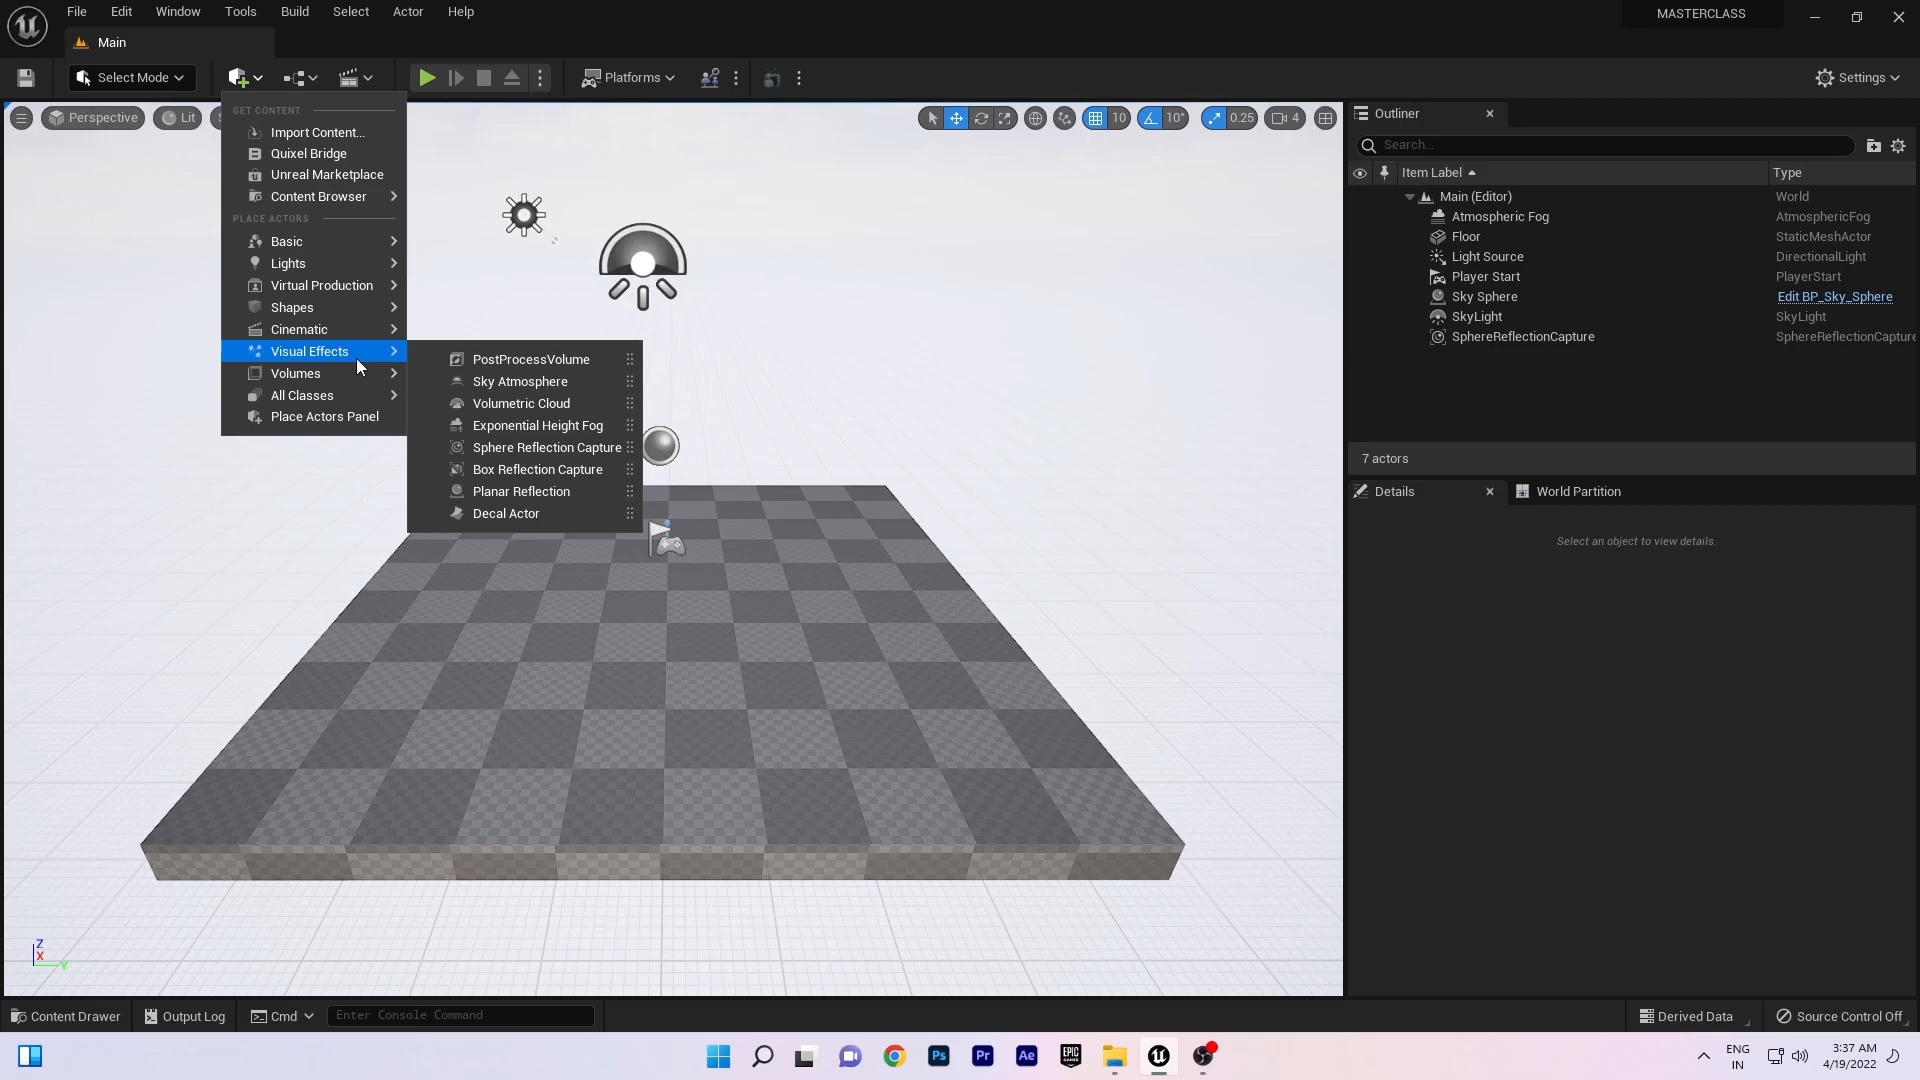 File Edit Window Tools Build Select Actor Help
MASTERCLASS
Main
Select Mode
Platforms
Settings
Perspective
Lit
10
10°
0.25
4
GET CONTENT
Import Content...
Quixel Bridge
Unreal Marketplace
Content Browser
PLACE ACTORS
Basic
Lights
Virtual Production
Shapes
Cinematic
Visual Effects
Volumes
All Classes
Place Actors Panel
PostProcessVolume
Sky Atmosphere
Volumetric Cloud
Exponential Height Fog
Sphere Reflection Capture
Box Reflection Capture
Planar Reflection
Decal Actor
Z
X
Y
Outliner
Search...
Item Label Type
Main (Editor) World
Atmospheric Fog AtmosphericFog
Floor StaticMeshActor
Light Source DirectionalLight
Player Start PlayerStart
Sky Sphere Edit BP_Sky_Sphere
SkyLight SkyLight
SphereReflectionCapture SphereReflectionCapture
7 actors
Details World Partition
Select an object to view details.
Content Drawer Output Log Cmd Enter Console Command Derived Data Source Control Off
Ps Pr Ae EPIC GAMES
ENG
IN
3:37 AM
4/19/2022